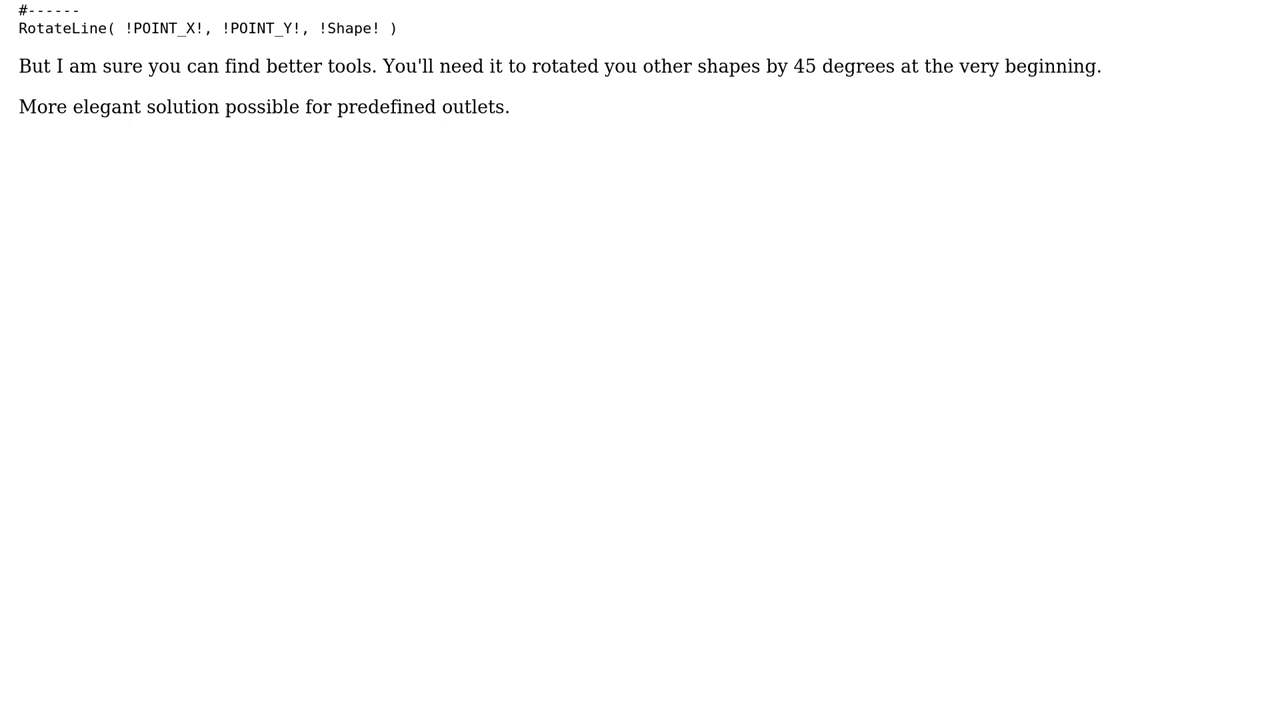 #------
RotateLine( !POINT_X!, !POINT_Y!, !Shape! )
But I am sure you can find better tools. You'll need it to rotated you other shapes by 45 degrees at the very beginning.
More elegant solution possible for predefined outlets.